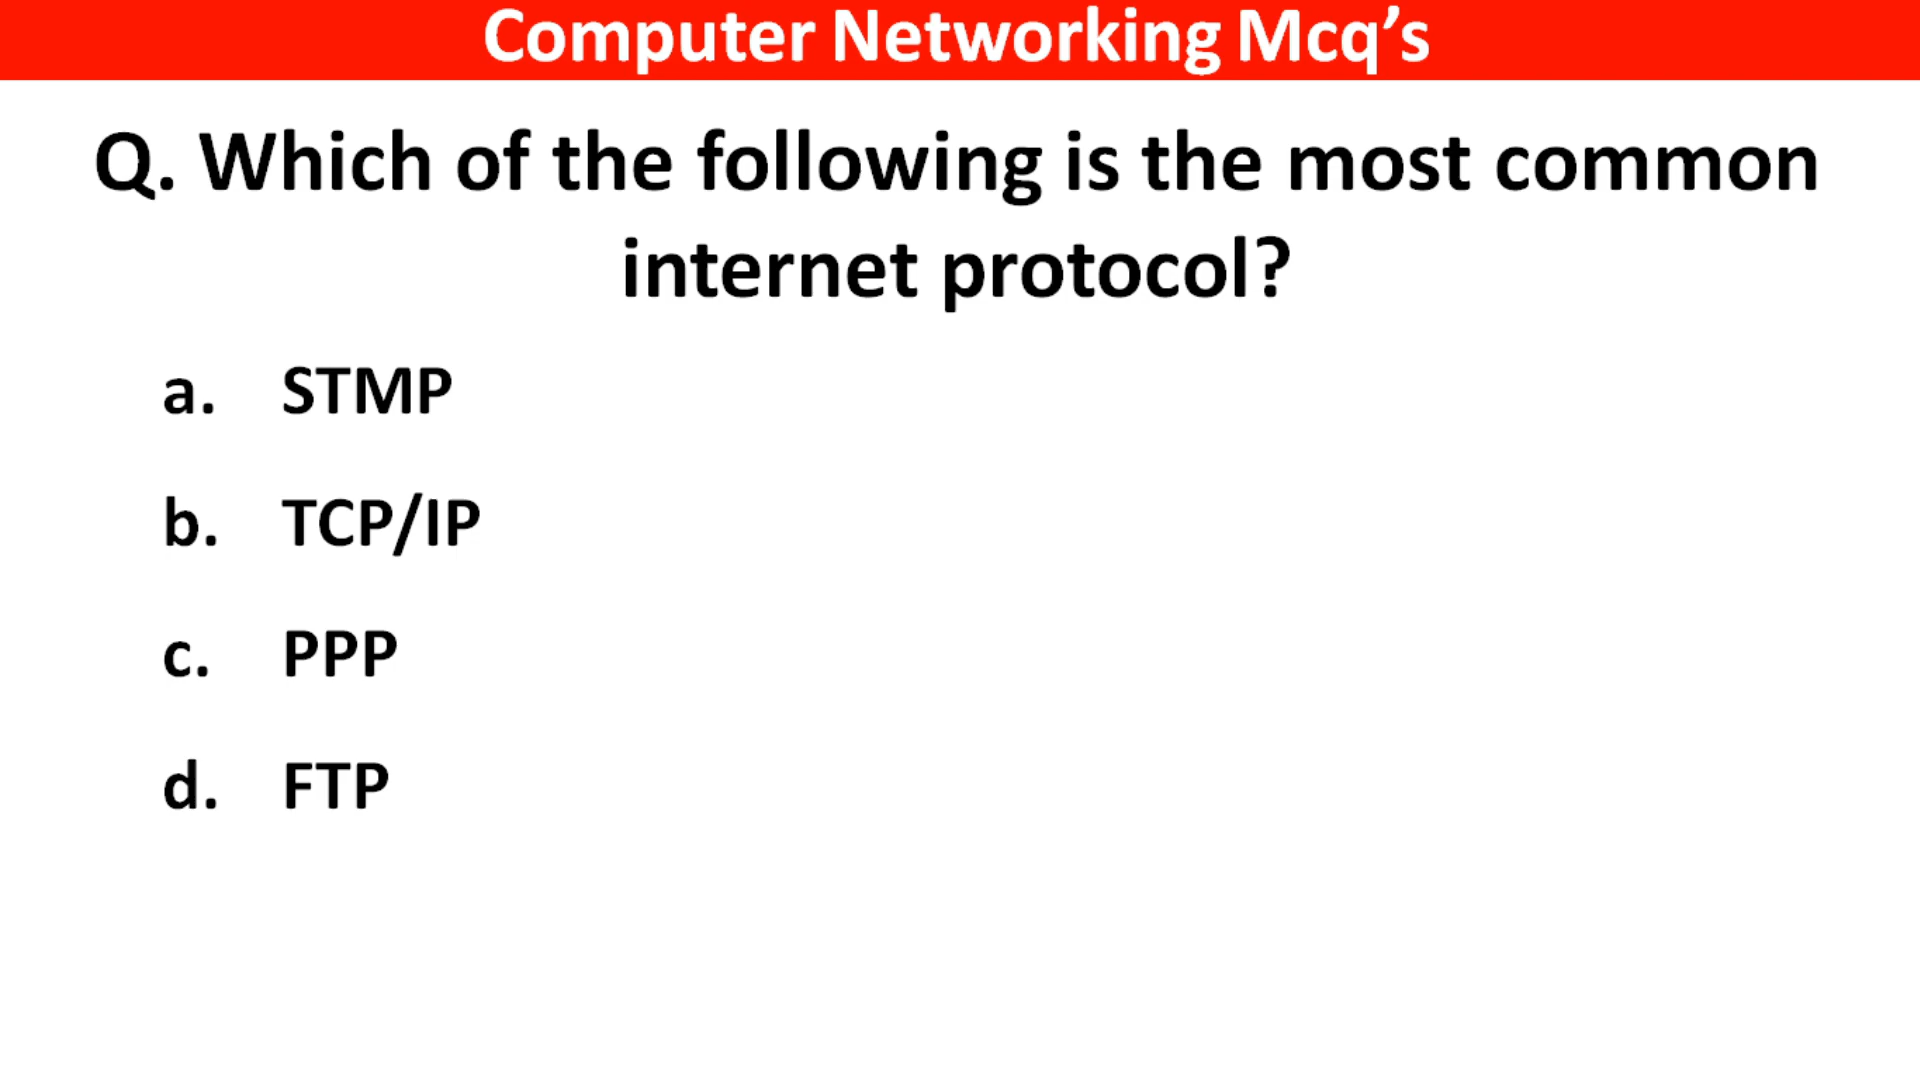 Computer Networking Mcq’s
Q. Which of the following is the most common
internet protocol?
a. STMP
b. TCP/IP
c. PPP
d. FTP